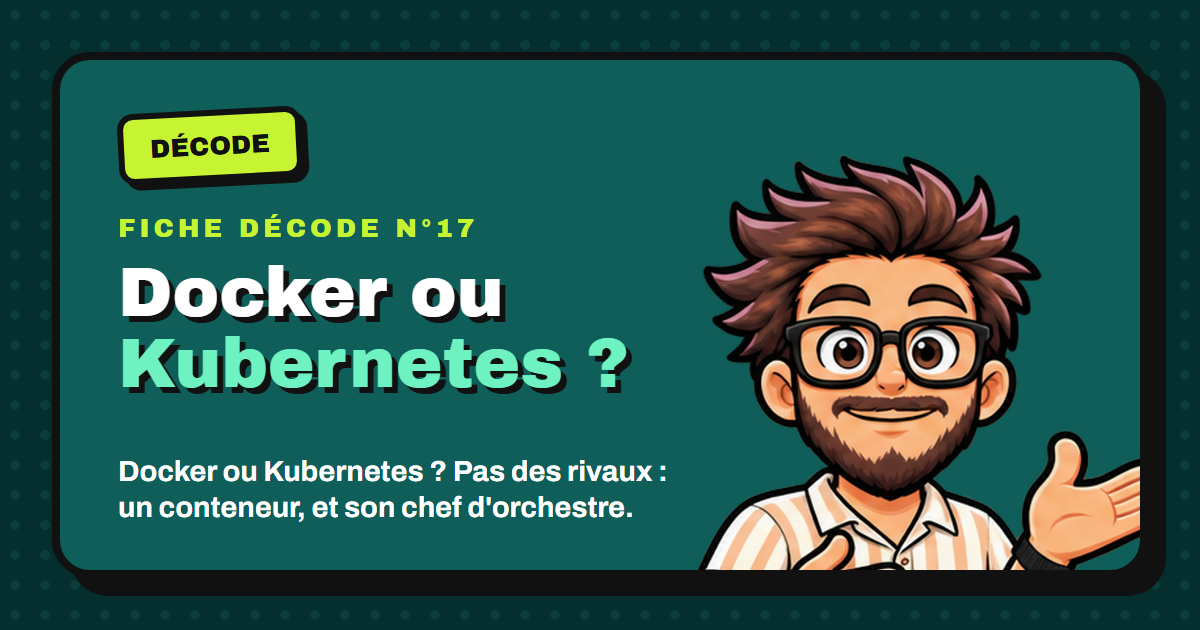 DÉCODE
FICHE DÉCODE N°17
Docker ou
Kubernetes ?
Docker ou Kubernetes ? Pas des rivaux :
un conteneur, et son chef d'orchestre.